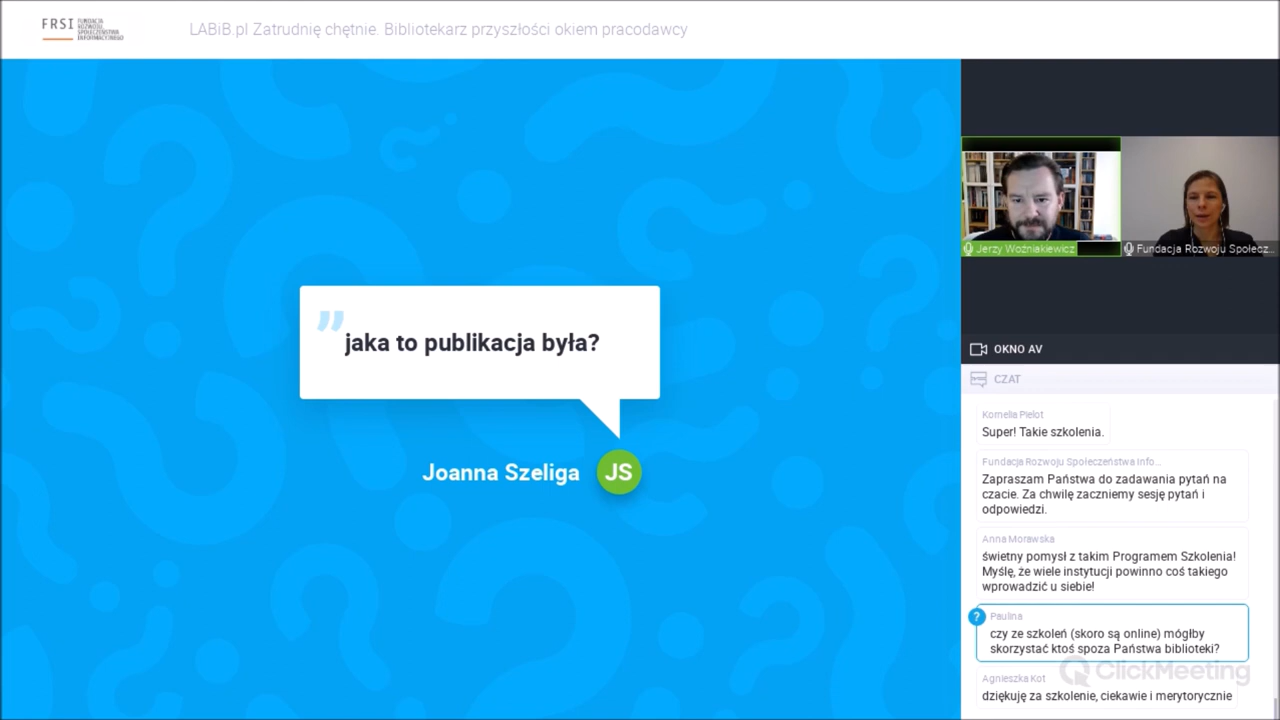 FRSI
FUNDACJA
ROZWOJU
SPOŁECZEŃSTWA
INFORMACYJNEGO
LABiB.pl Zatrudnię chętnie. Bibliotekarz przyszłości okiem pracodawcy
jaka to publikacja była?
Joanna Szeliga
JS
Jerzy Woźniakiewicz
Fundacja Rozwoju Społecz...
OKNO AV
CZAT
Kornelia Pielot
Super! Takie szkolenia.
Fundacja Rozwoju Społeczeństwa Info...
Zapraszam Państwa do zadawania pytań na
czacie. Za chwilę zaczniemy sesję pytań i
odpowiedzi.
Anna Morawska
świetny pomysł z takim Programem Szkolenia!
Myślę, że wiele instytucji powinno coś takiego
wprowadzić u siebie!
?
Paulina
czy ze szkoleń (skoro są online) mógłby
skorzystać ktoś spoza Państwa biblioteki?
ClickMeeting
Agnieszka Kot
dziękuję za szkolenie, ciekawie i merytorycznie